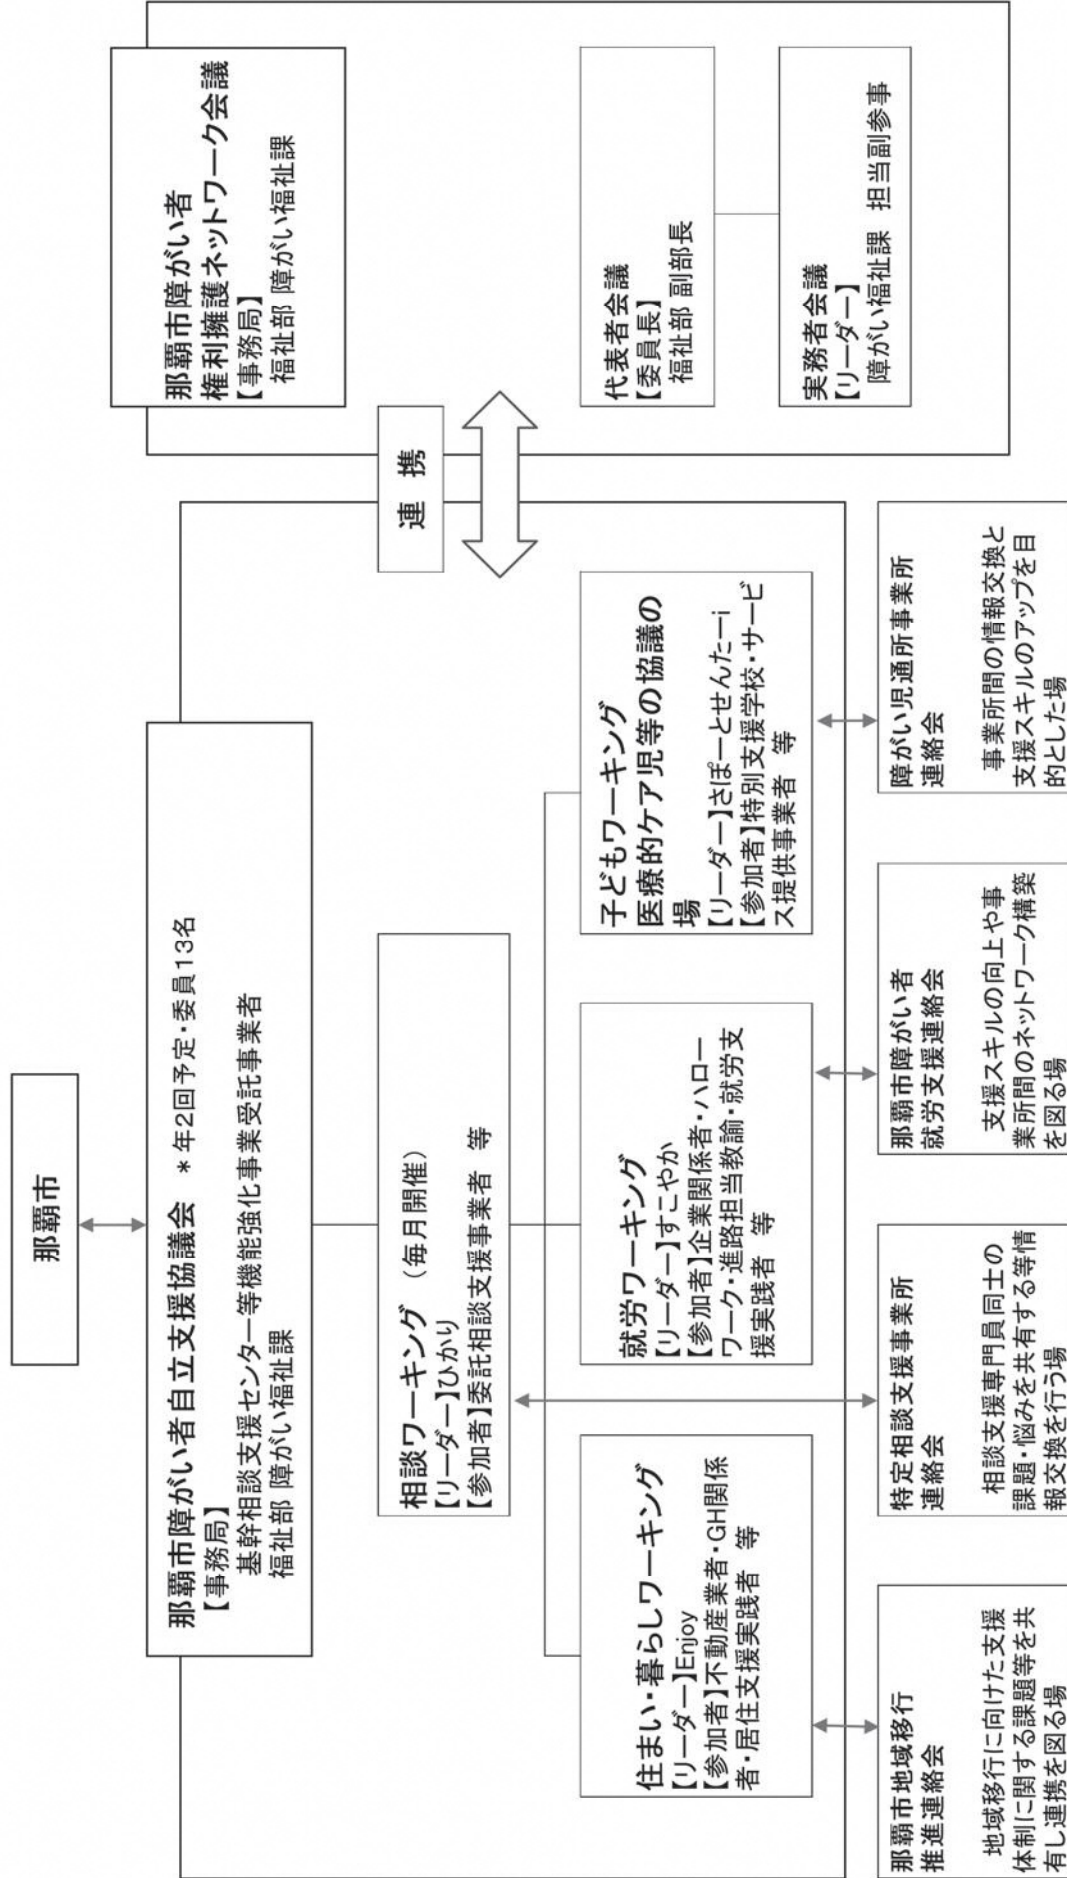 那覇市
那覇市障がい者自立支援協議会 *年2回予定・委員13名
【事務局】
基幹相談支援センター等機能強化事業受託事業者
福祉部 障がい福祉課
相談ワーキング（毎月開催）
【リーダー】ひかり
【参加者】委託相談支援事業者 等
住まい・暮らしワーキング
【リーダー】Enjoy
【参加者】不動産業者・GH関係
者・居住支援実践者 等
就労ワーキング
【リーダー】すこやか
【参加者】企業関係者・ハロー
ワーク・進路担当教諭・就労支
援実践者 等
子どもワーキング
医療的ケア児等の協議の
場
【リーダー】さぽーとせんたーi
【参加者】特別支援学校・サービ
ス提供事業者 等
那覇市地域移行
推進連絡会
地域移行に向けた支援
体制に関する課題等を共
有し連携を図る場
特定相談支援事業所
連絡会
相談支援専門員同士の
課題・悩みを共有する等情
報交換を行う場
那覇市障がい者
就労支援連絡会
支援スキルの向上や事
業所間のネットワーク構築
を図る場
障がい児通所事業所
連絡会
事業所間の情報交換と
支援スキルのアップを目
的とした場
連 携
那覇市障がい者
権利擁護ネットワーク会議
【事務局】
福祉部 障がい福祉課
代表者会議
【委員長】
福祉部 副部長
実務者会議
【リーダー】
障がい福祉課 担当副参事